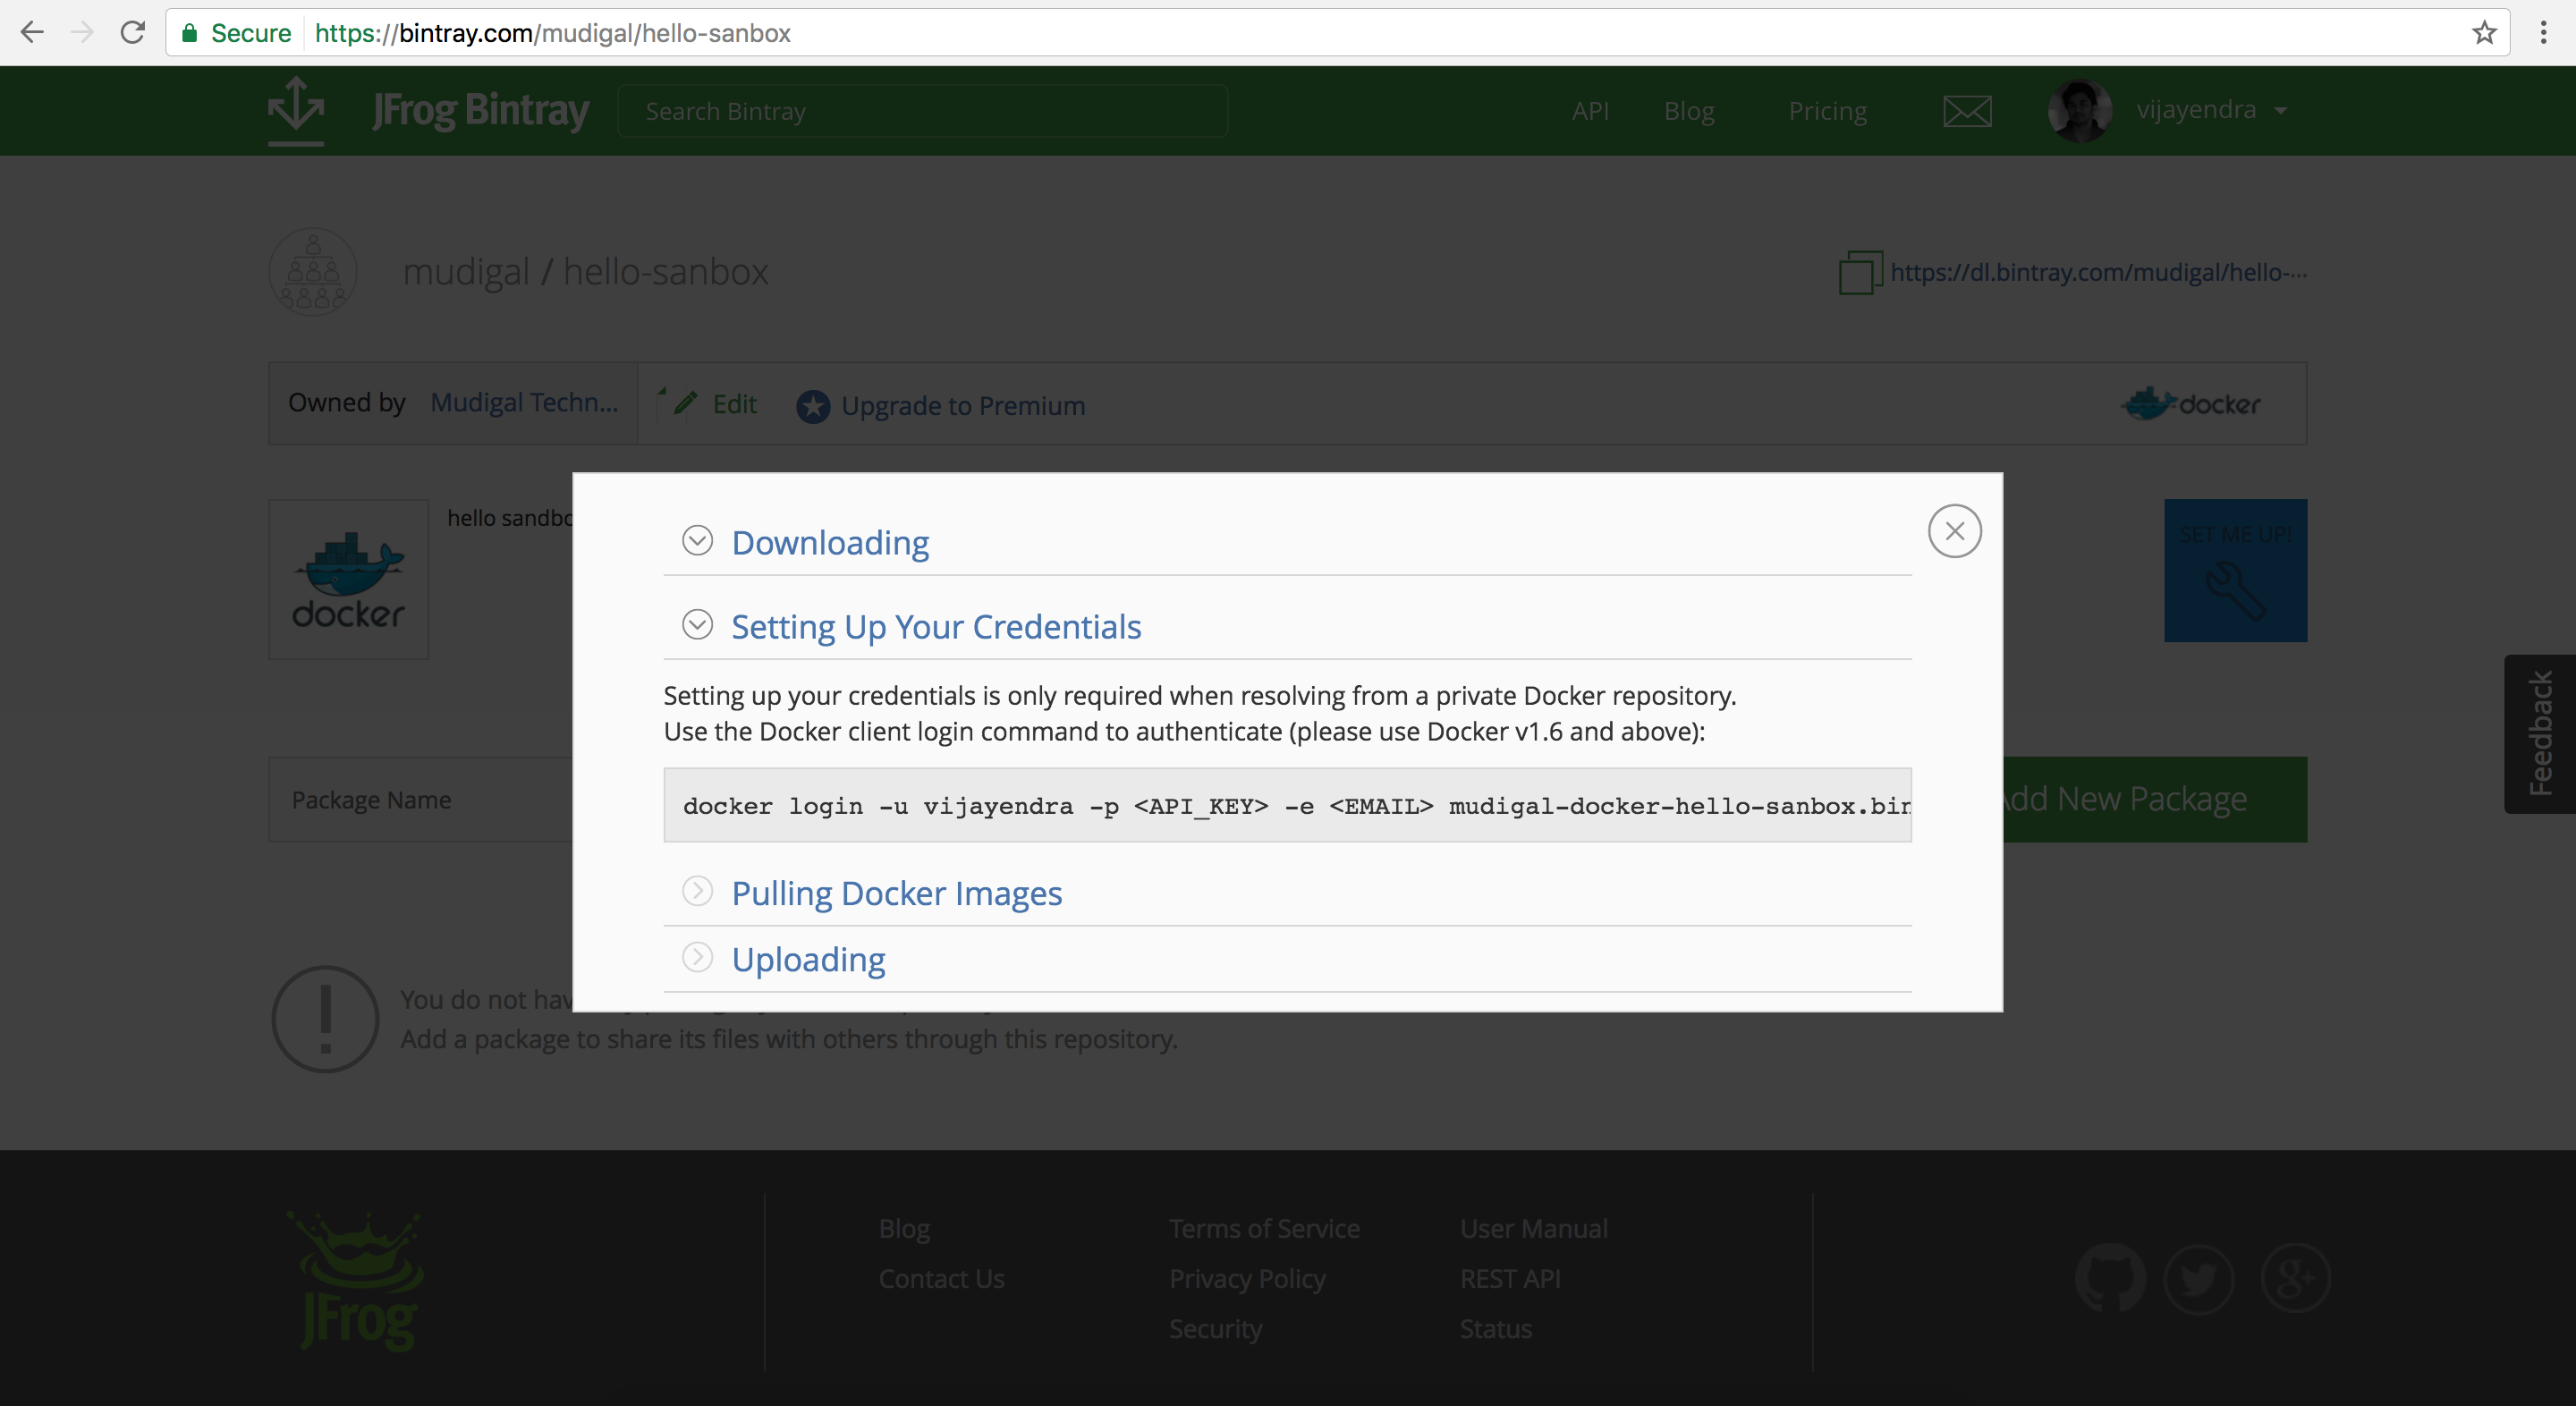 Secure https://bintray.com/mudigal/hello-sanbox
JFrog Bintray Search Bintray API Blog Pricing vijayendra
mudigal / hello-sanbox https://dl.bintray.com/mudigal/hello-...
Owned by Mudigal Techn... Edit Upgrade to Premium docker
docker
hello sandbo
SET ME UP!
Downloading
Setting Up Your Credentials
Setting up your credentials is only required when resolving from a private Docker repository.
Use the Docker client login command to authenticate (please use Docker v1.6 and above):
docker login -u vijayendra -p <API_KEY> -e <EMAIL> mudigal-docker-hello-sanbox.bin
Pulling Docker Images
Uploading
Feedback
Package Name
Add New Package
You do not hav
Add a package to share its files with others through this repository.
JFrog
Blog
Contact Us
Terms of Service
Privacy Policy
Security
User Manual
REST API
Status
g+